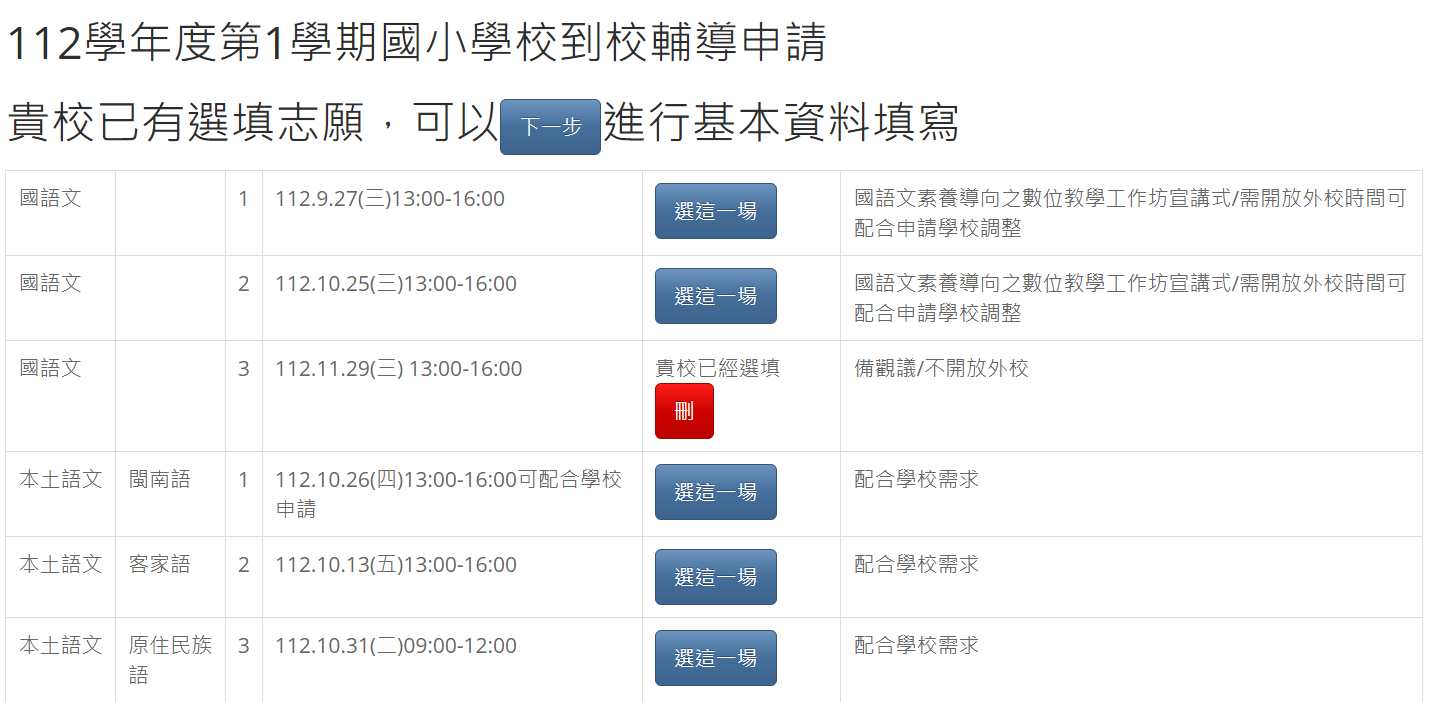 112學年度第1學期國小學校到校輔導申請
貴校已有選填志願，可以 下一步 進行基本資料填寫
國語文 1 112.9.27(三)13:00-16:00 選這一場 國語文素養導向之數位教學工作坊宣講式/需開放外校時間可
配合申請學校調整
國語文 2 112.10.25(三)13:00-16:00 選這一場 國語文素養導向之數位教學工作坊宣講式/需開放外校時間可
配合申請學校調整
國語文 3 112.11.29(三) 13:00-16:00 貴校已經選填 備觀議/不開放外校
刪
本土語文 閩南語 1 112.10.26(四)13:00-16:00可配合學校 選這一場 配合學校需求
申請
本土語文 客家語 2 112.10.13(五)13:00-16:00 選這一場 配合學校需求
本土語文 原住民族 3 112.10.31(二)09:00-12:00 選這一場 配合學校需求
語